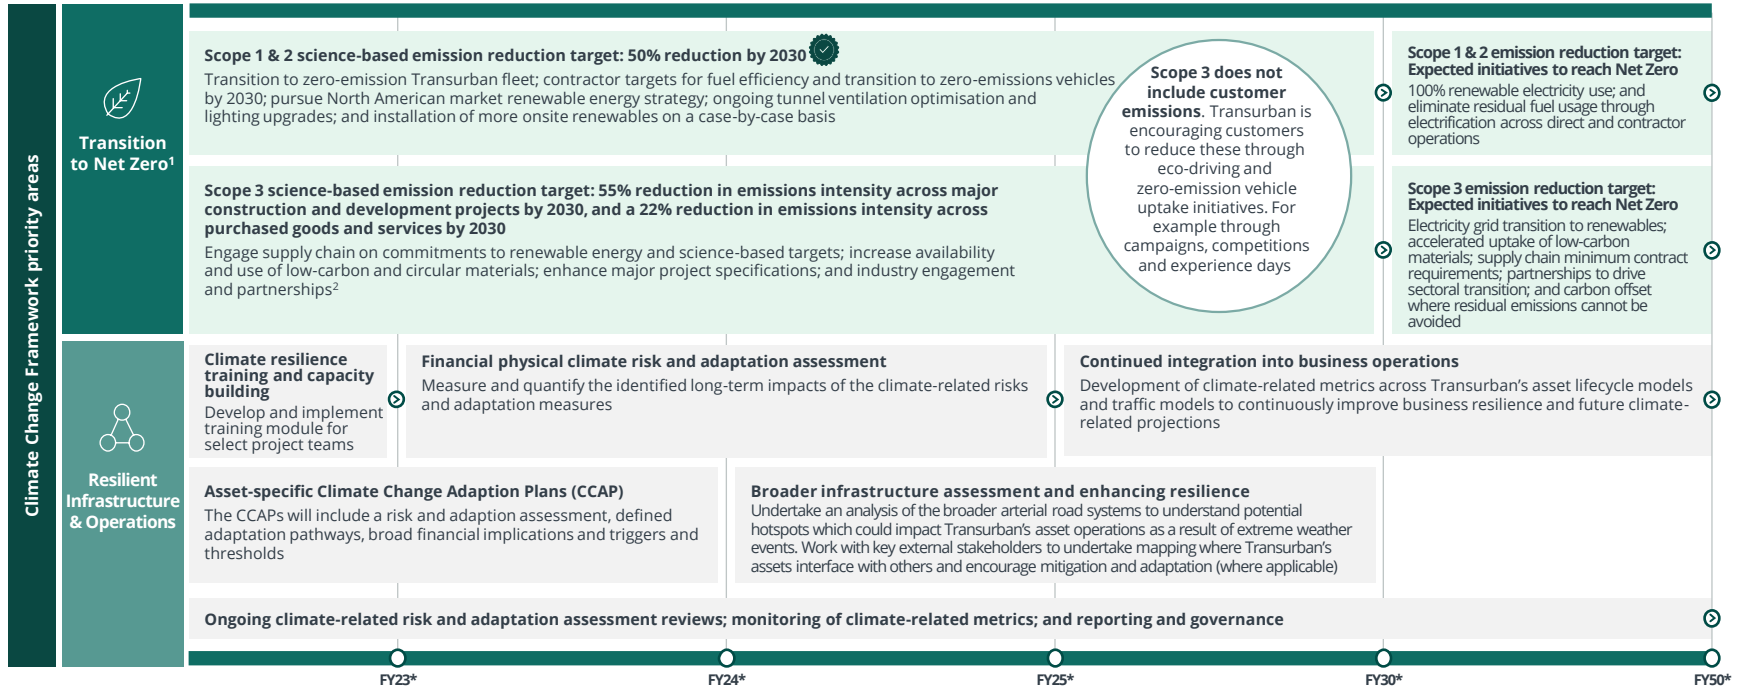 Climate Change Framework priority areas
Transition
to Net Zero¹
Scope 1 & 2 science-based emission reduction target: 50% reduction by 2030
Transition to zero-emission Transurban fleet; contractor targets for fuel efficiency and transition to zero-emissions vehicles
by 2030; pursue North American market renewable energy strategy; ongoing tunnel ventilation optimisation and
lighting upgrades; and installation of more onsite renewables on a case-by-case basis
Scope 3 science-based emission reduction target: 55% reduction in emissions intensity across major
construction and development projects by 2030, and a 22% reduction in emissions intensity across
purchased goods and services by 2030
Engage supply chain on commitments to renewable energy and science-based targets; increase availability
and use of low-carbon and circular materials; enhance major project specifications; and industry engagement
and partnerships²
Scope 3 does not
include customer
emissions. Transurban is
encouraging customers
to reduce these through
eco-driving and
zero-emission vehicle
uptake initiatives. For
example through
campaigns, competitions
and experience days
Scope 1 & 2 emission reduction target:
Expected initiatives to reach Net Zero
100% renewable electricity use; and
eliminate residual fuel usage through
electrification across direct and contractor
operations
Scope 3 emission reduction target:
Expected initiatives to reach Net Zero
Electricity grid transition to renewables;
accelerated uptake of low-carbon
materials; supply chain minimum contract
requirements; partnerships to drive
sectoral transition; and carbon offset
where residual emissions cannot be
avoided
Resilient
Infrastructure
& Operations
Climate resilience
training and capacity
building
Develop and implement
training module for
select project teams
Financial physical climate risk and adaptation assessment
Measure and quantify the identified long-term impacts of the climate-related risks
and adaptation measures
Continued integration into business operations
Development of climate-related metrics across Transurban's asset lifecycle models
and traffic models to continuously improve business resilience and future climate-
related projections
Asset-specific Climate Change Adaption Plans (CCAP)
The CCAPs will include a risk and adaption assessment, defined
adaptation pathways, broad financial implications and triggers and
thresholds
Broader infrastructure assessment and enhancing resilience
Undertake an analysis of the broader arterial road systems to understand potential
hotspots which could impact Transurban's asset operations as a result of extreme weather
events. Work with key external stakeholders to undertake mapping where Transurban's
assets interface with others and encourage mitigation and adaptation (where applicable)
Ongoing climate-related risk and adaptation assessment reviews; monitoring of climate-related metrics; and reporting and governance
FY23*
FY24*
FY25*
FY30*
FY50*